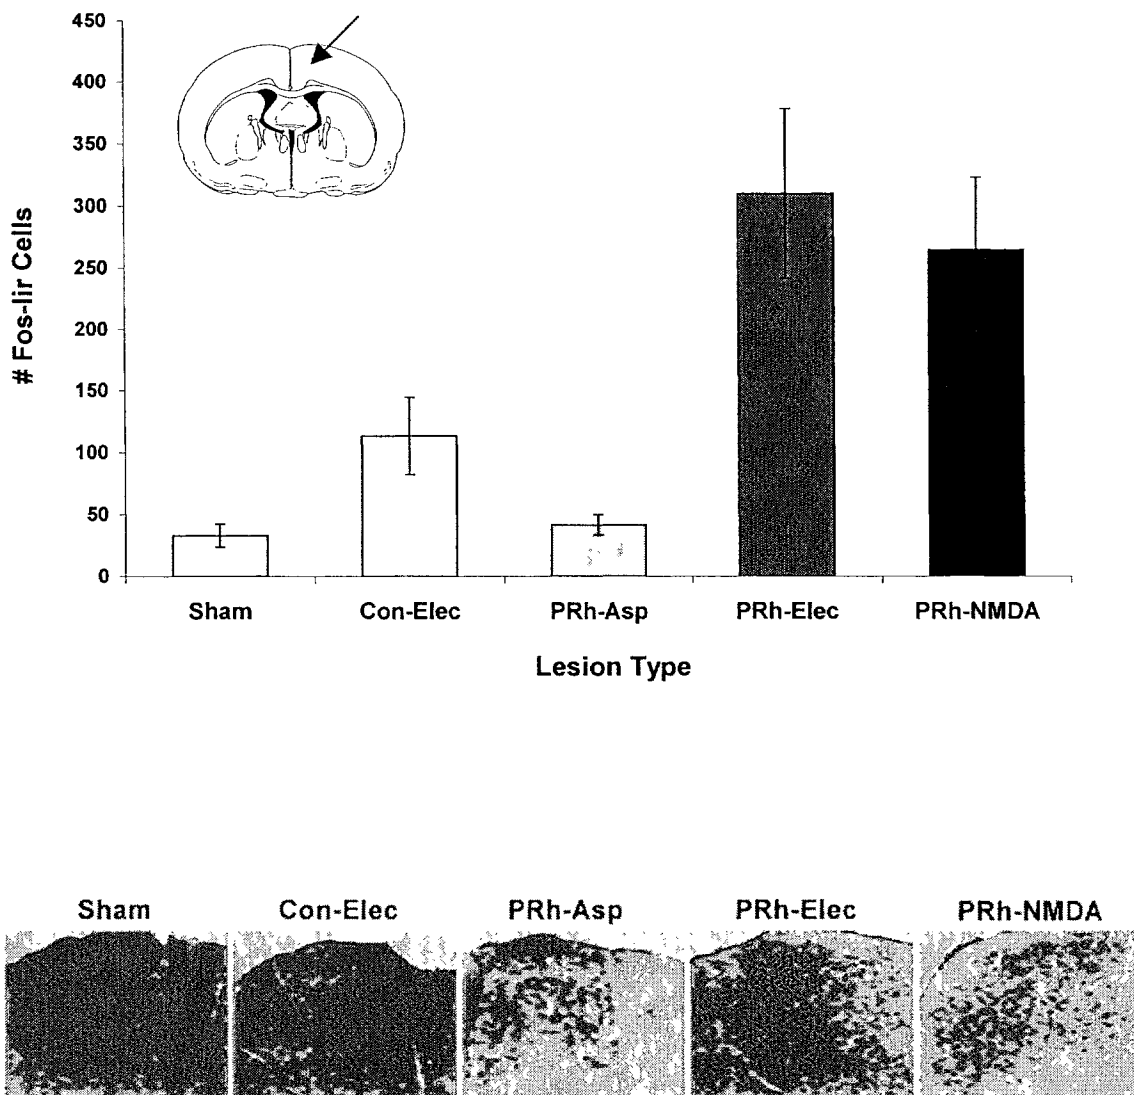 450
400
350
300
250
200
150
100
50
0
# Fos-lir Cells
Sham Con-Elec PRh-Asp PRh-Elec PRh-NMDA
Lesion Type
Sham Con-Elec PRh-Asp PRh-Elec PRh-NMDA